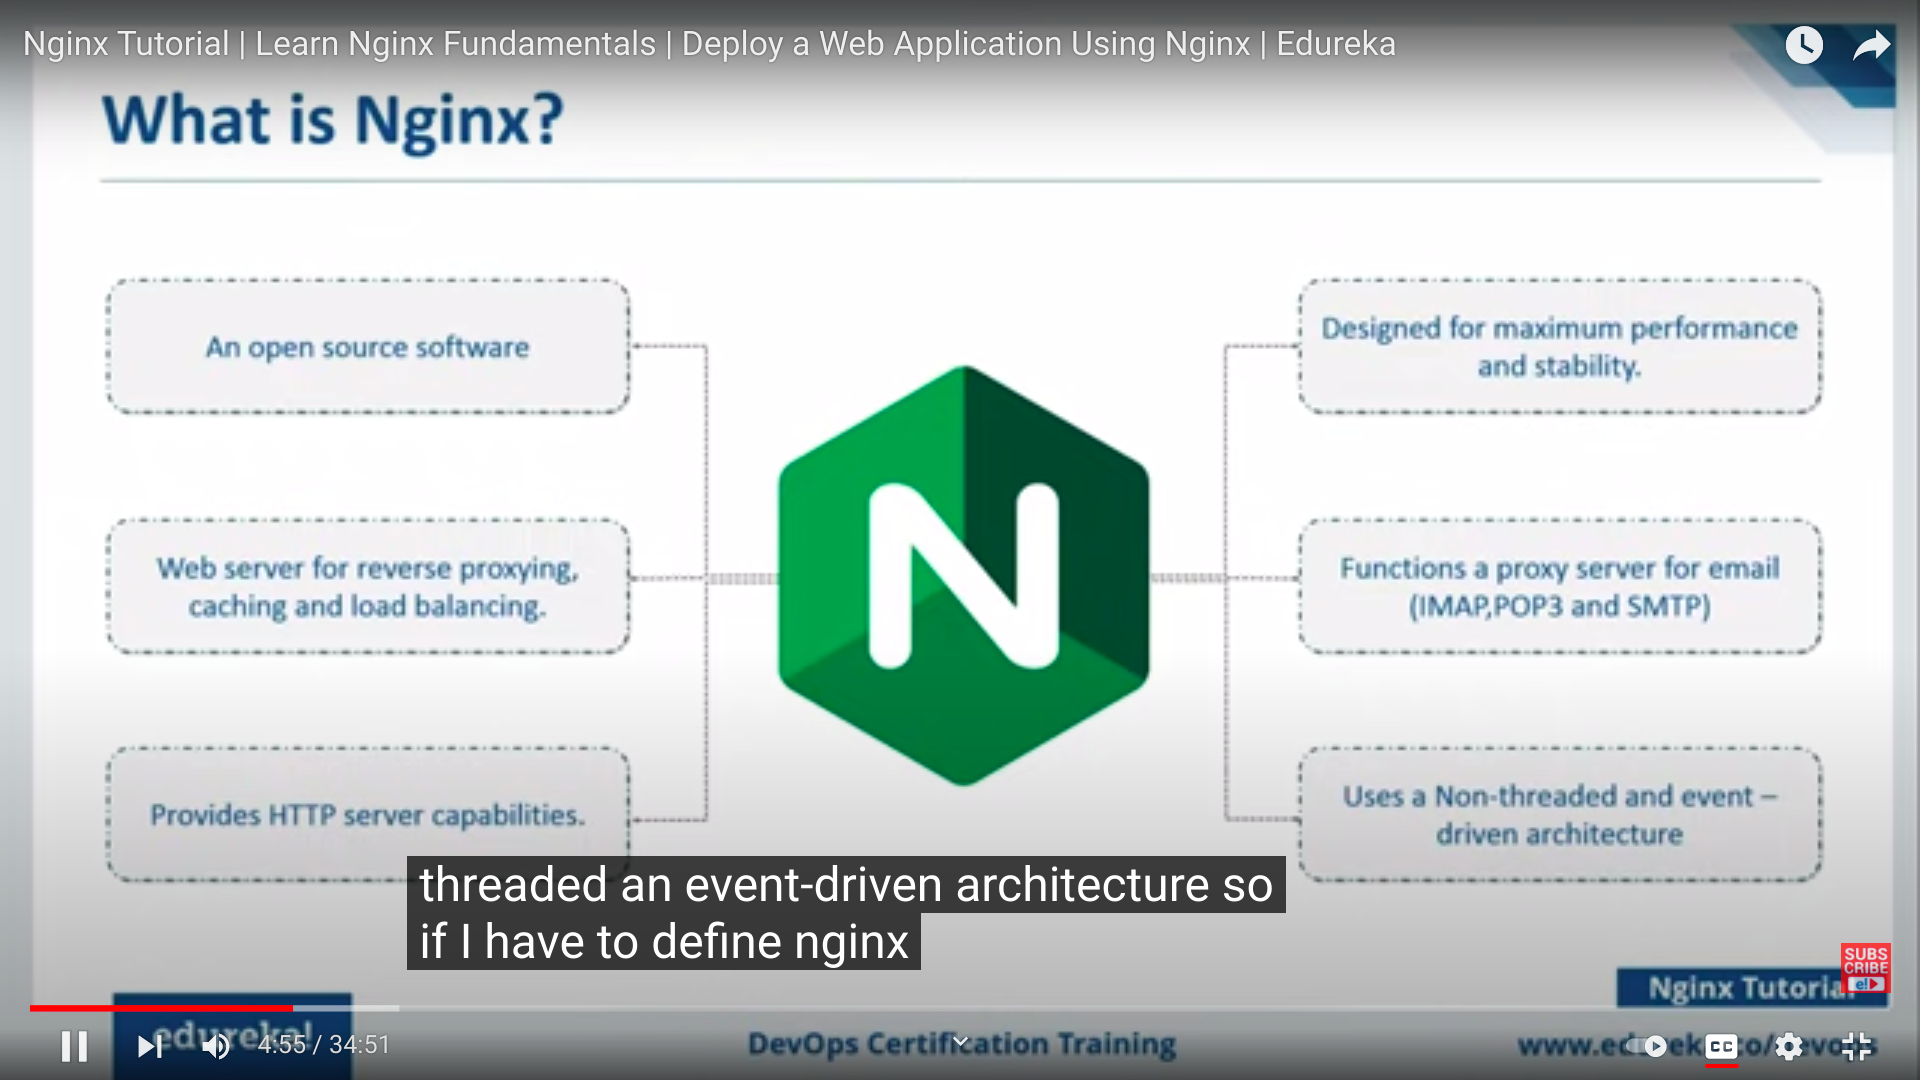 Nginx Tutorial | Learn Nginx Fundamentals | Deploy a Web Application Using Nginx | Edureka
What is Nginx?
An open source software
Web server for reverse proxying,
caching and load balancing.
Provides HTTP server capabilities.
N
Designed for maximum performance
and stability.
Functions a proxy server for email
(IMAP,POP3 and SMTP)
Uses a Non-threaded and event –
driven architecture
threaded an event-driven architecture so
if I have to define nginx
SUBS
CRIBE
e!
Nginx Tutorial
edureka!
4:55 / 34:51
DevOps Certification Training
CC